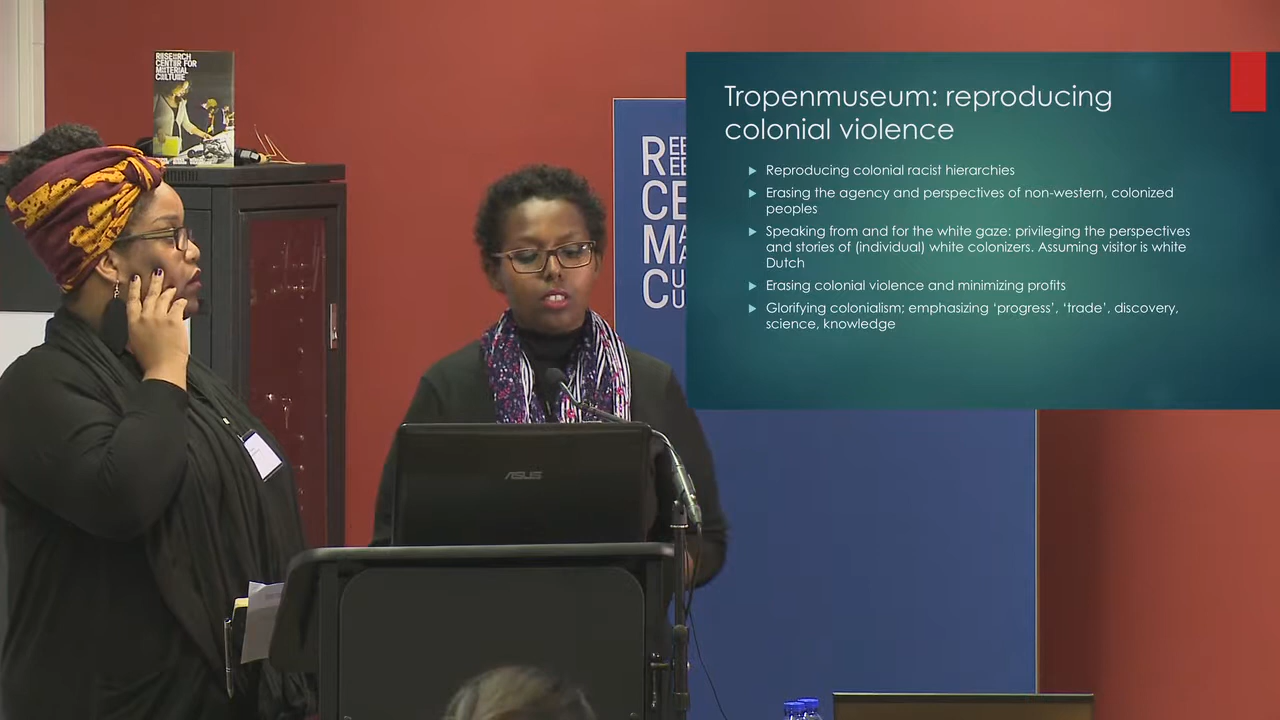 RESEARCH
CENTER FOR
MATERIAL
CULTURE
R
CE
M
C
Tropenmuseum: reproducing
colonial violence
Reproducing colonial racist hierarchies
Erasing the agency and perspectives of non-western, colonized
peoples
Speaking from and for the white gaze: privileging the perspectives
and stories of (individual) white colonizers. Assuming visitor is white
Dutch
Erasing colonial violence and minimizing profits
Glorifying colonialism; emphasizing ‘progress’, ‘trade’, discovery,
science, knowledge
ASUS